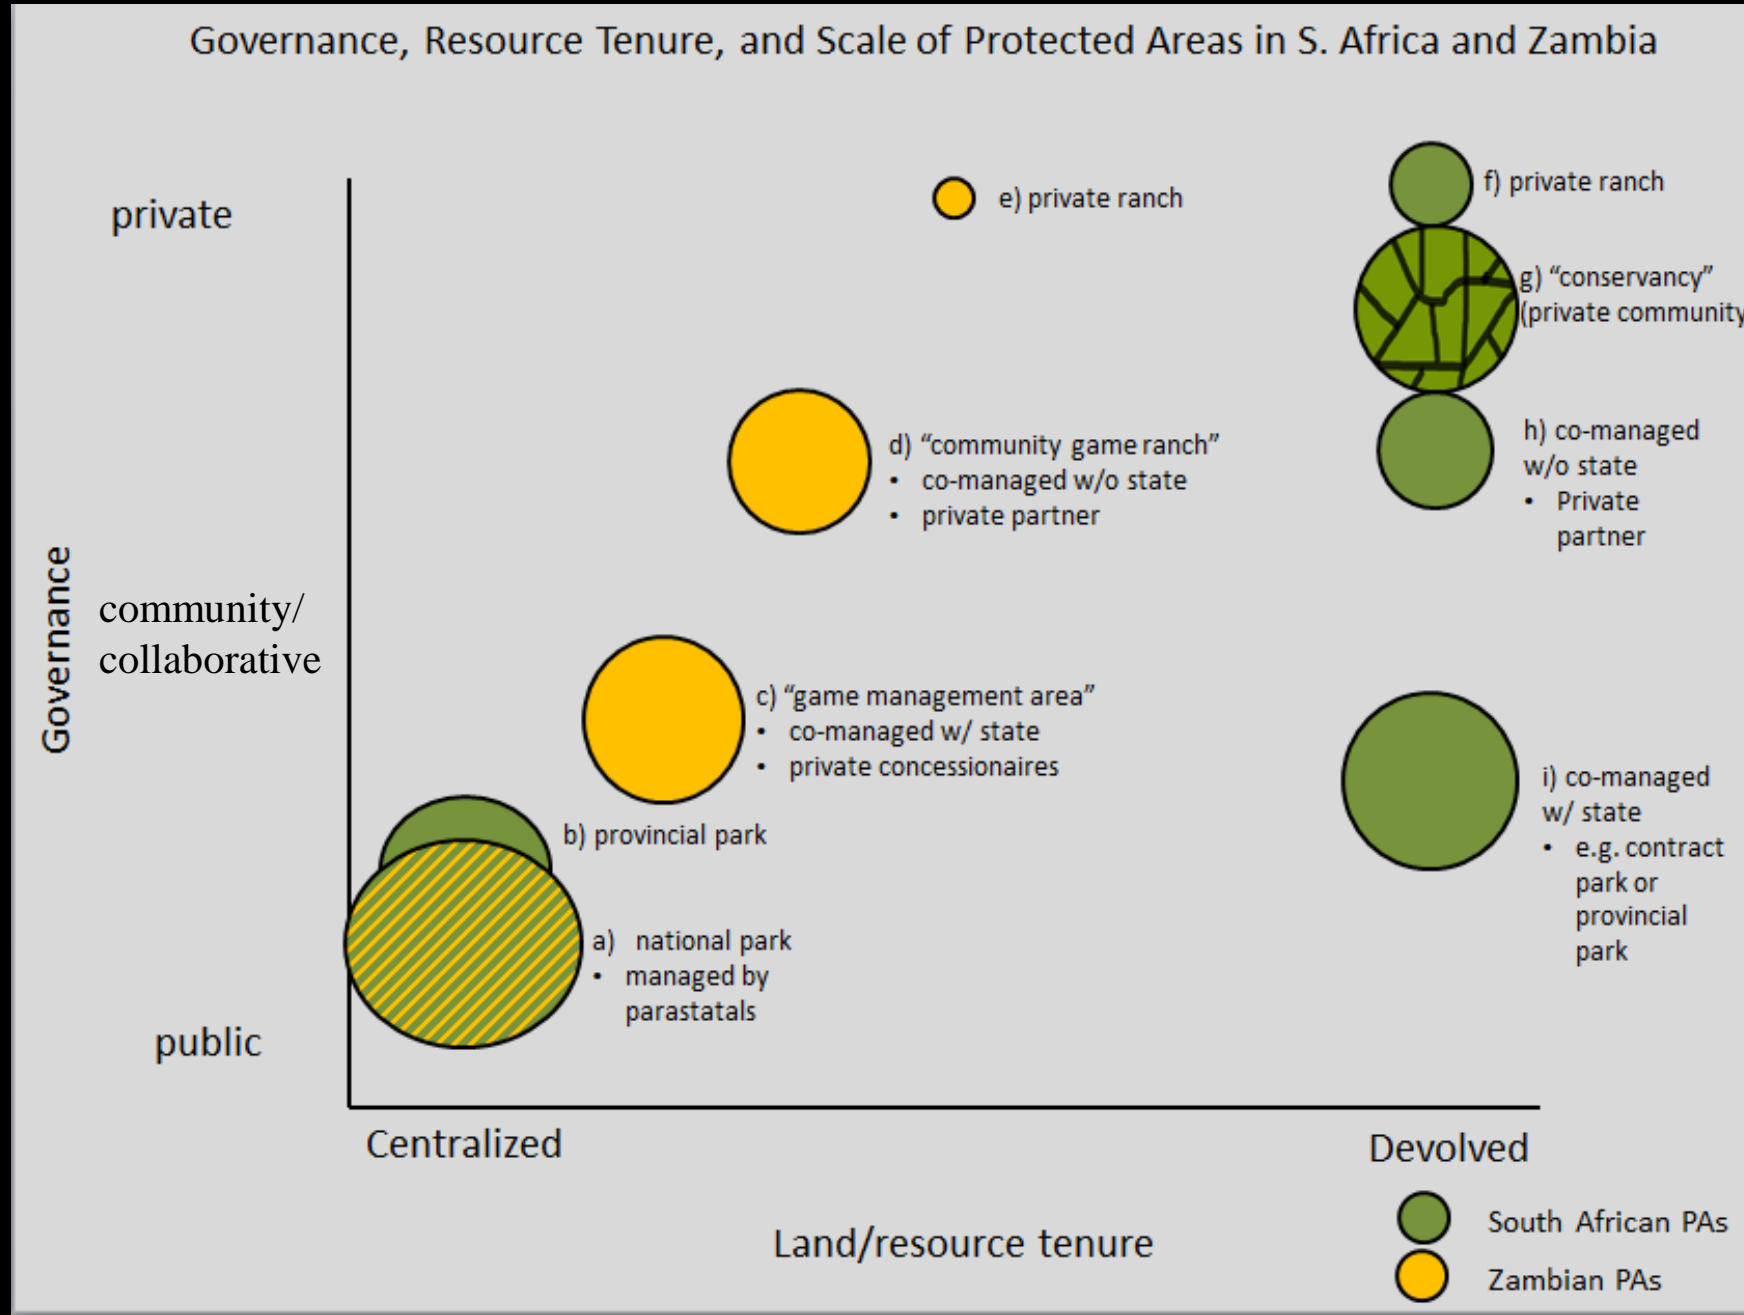 Governance, Resource Tenure, and Scale of Protected Areas in S. Africa and Zambia
private
e) private ranch
f) private ranch
g) “conservancy”
(private community
d) “community game ranch”
• co-managed w/o state
• private partner
h) co-managed
w/o state
• Private
partner
Governance
community/
collaborative
c) “game management area”
• co-managed w/ state
• private concessionaires
b) provincial park
i) co-managed
w/ state
• e.g. contract
park or
provincial
park
a) national park
• managed by
parastatals
public
Centralized
Devolved
Land/resource tenure
South African PAs
Zambian PAs